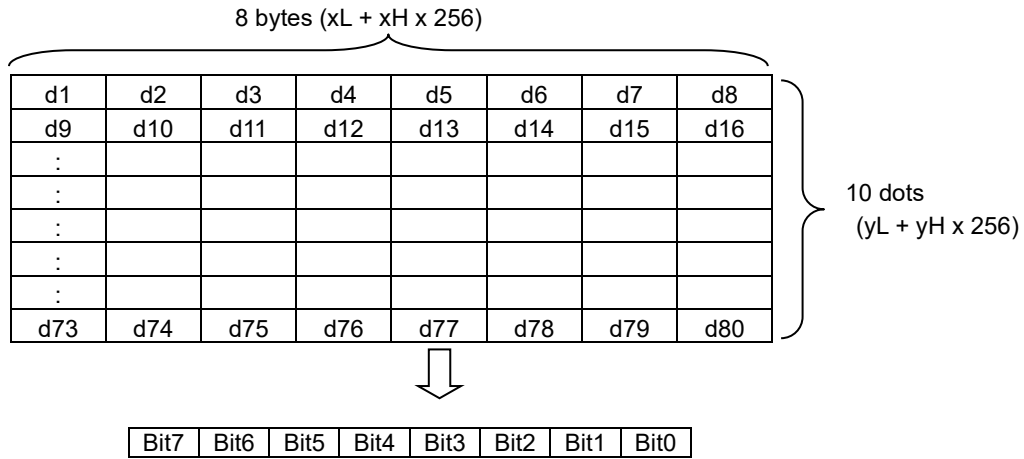 8 bytes (xL + xH x 256)
d1 d2 d3 d4 d5 d6 d7 d8
d9 d10 d11 d12 d13 d14 d15 d16
:
:
:
:
:
d73 d74 d75 d76 d77 d78 d79 d80
10 dots
(yL + yH x 256)
Bit7 Bit6 Bit5 Bit4 Bit3 Bit2 Bit1 Bit0